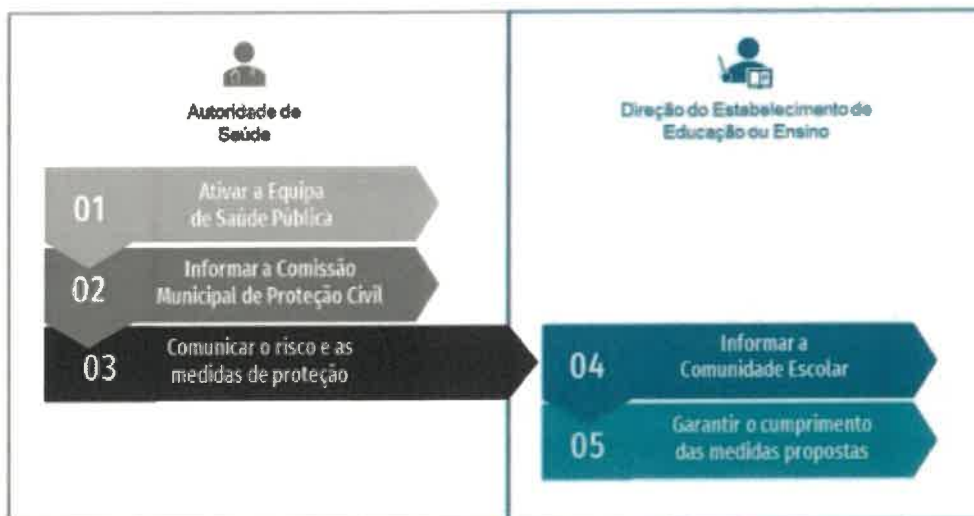 Autoridade de
Saúde
01
Ativar a Equipa
de Saúde Pública
02
Informar a Comissão
Municipal de Proteção Civil
03
Comunicar o risco e as
medidas de proteção
Direção do Estabelecimento de
Educação ou Ensino
04
Informar a
Comunidade Escolar
05
Garantir o cumprimento
das medidas propostas